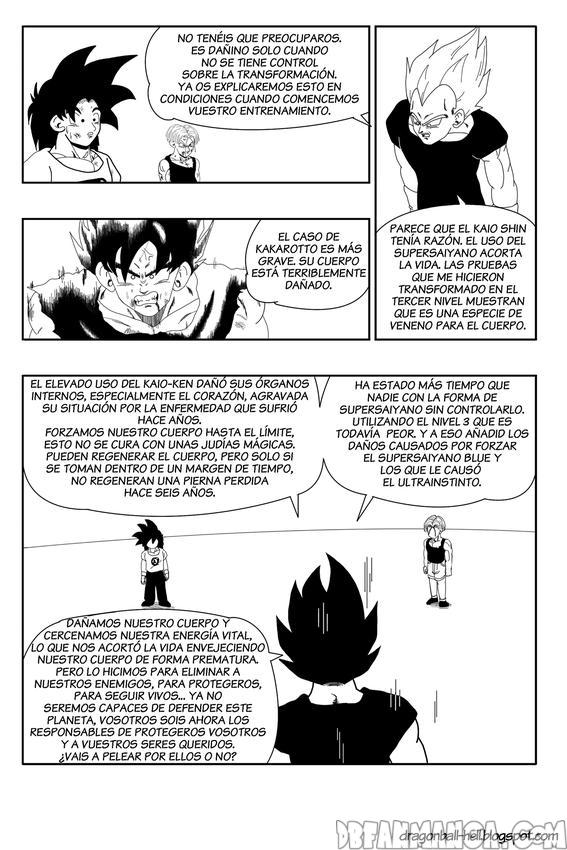 NO TENÉIS QUE PREOCUPAROS.
ES DAÑINO SOLO CUANDO
NO SE TIENE CONTROL
SOBRE LA TRANSFORMACIÓN.
YA OS EXPLICAREMOS ESTO EN
CONDICIONES CUANDO COMENCEMOS
VUESTRO ENTRENAMIENTO.
PARECE QUE EL KAIO SHIN
TENÍA RAZÓN. EL USO DEL
SUPERSAIYANO ACORTA
LA VIDA. LAS PRUEBAS
QUE ME HICIERON
TRANSFORMADO EN EL
TERCER NIVEL MUESTRAN
QUE ES UNA ESPECIE DE
VENENO PARA EL CUERPO.
EL CASO DE
KAKAROTTO ES MÁS
GRAVE. SU CUERPO
ESTÁ TERRIBLEMENTE
DAÑADO.
EL ELEVADO USO DEL KAIO-KEN DAÑÓ SUS ÓRGANOS
INTERNOS, ESPECIALMENTE EL CORAZÓN, AGRAVADA
SU SITUACIÓN POR LA ENFERMEDAD QUE SUFRIÓ
HACE AÑOS.
FORZAMOS NUESTRO CUERPO HASTA EL LÍMITE,
ESTO NO SE CURA CON UNAS JUDÍAS MÁGICAS.
PUEDEN REGENERAR EL CUERPO, PERO SOLO SI
SE TOMAN DENTRO DE UN MARGEN DE TIEMPO,
NO REGENERAN UNA PIERNA PERDIDA
HACE SEIS AÑOS.
HA ESTADO MÁS TIEMPO QUE
NADIE CON LA FORMA DE
SUPERSAIYANO SIN CONTROLARLO.
UTILIZANDO EL NIVEL 3 QUE ES
TODAVÍA PEOR. Y A ESO AÑADID LOS
DAÑOS CAUSADOS POR FORZAR
EL SUPERSAIYAN BLUE Y
LOS QUE LE CAUSÓ
EL ULTRAINSTINTO.
DAÑAMOS NUESTRO CUERPO Y
CERCENAMOS NUESTRA ENERGÍA VITAL,
LO QUE NOS ACORTÓ LA VIDA ENVEJECIENDO
NUESTRO CUERPO DE FORMA PREMATURA.
PERO LO HICIMOS PARA ELIMINAR A
NUESTROS ENEMIGOS, PARA PROTEGEROS,
PARA SEGUIR VIVOS... YA NO
SEREMOS CAPACES DE DEFENDER ESTE
PLANETA, VOSOTROS SOIS AHORA LOS
RESPONSABLES DE PROTEGEROS VOSOTROS
Y A VUESTROS SERES QUERIDOS.
¿VAIS A PELEAR POR ELLOS O NO?
dragonball-hell.blogspot.com
DREANMANGA.COM